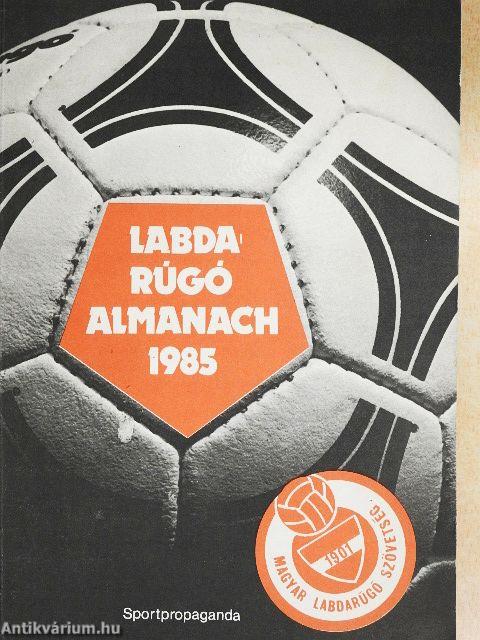 LABDA
RÚGÓ
ALMANACH
1985
1901
MAGYAR LABDARÚGÓ SZÖVETSÉG
Sportpropaganda
Antikvárium.hu